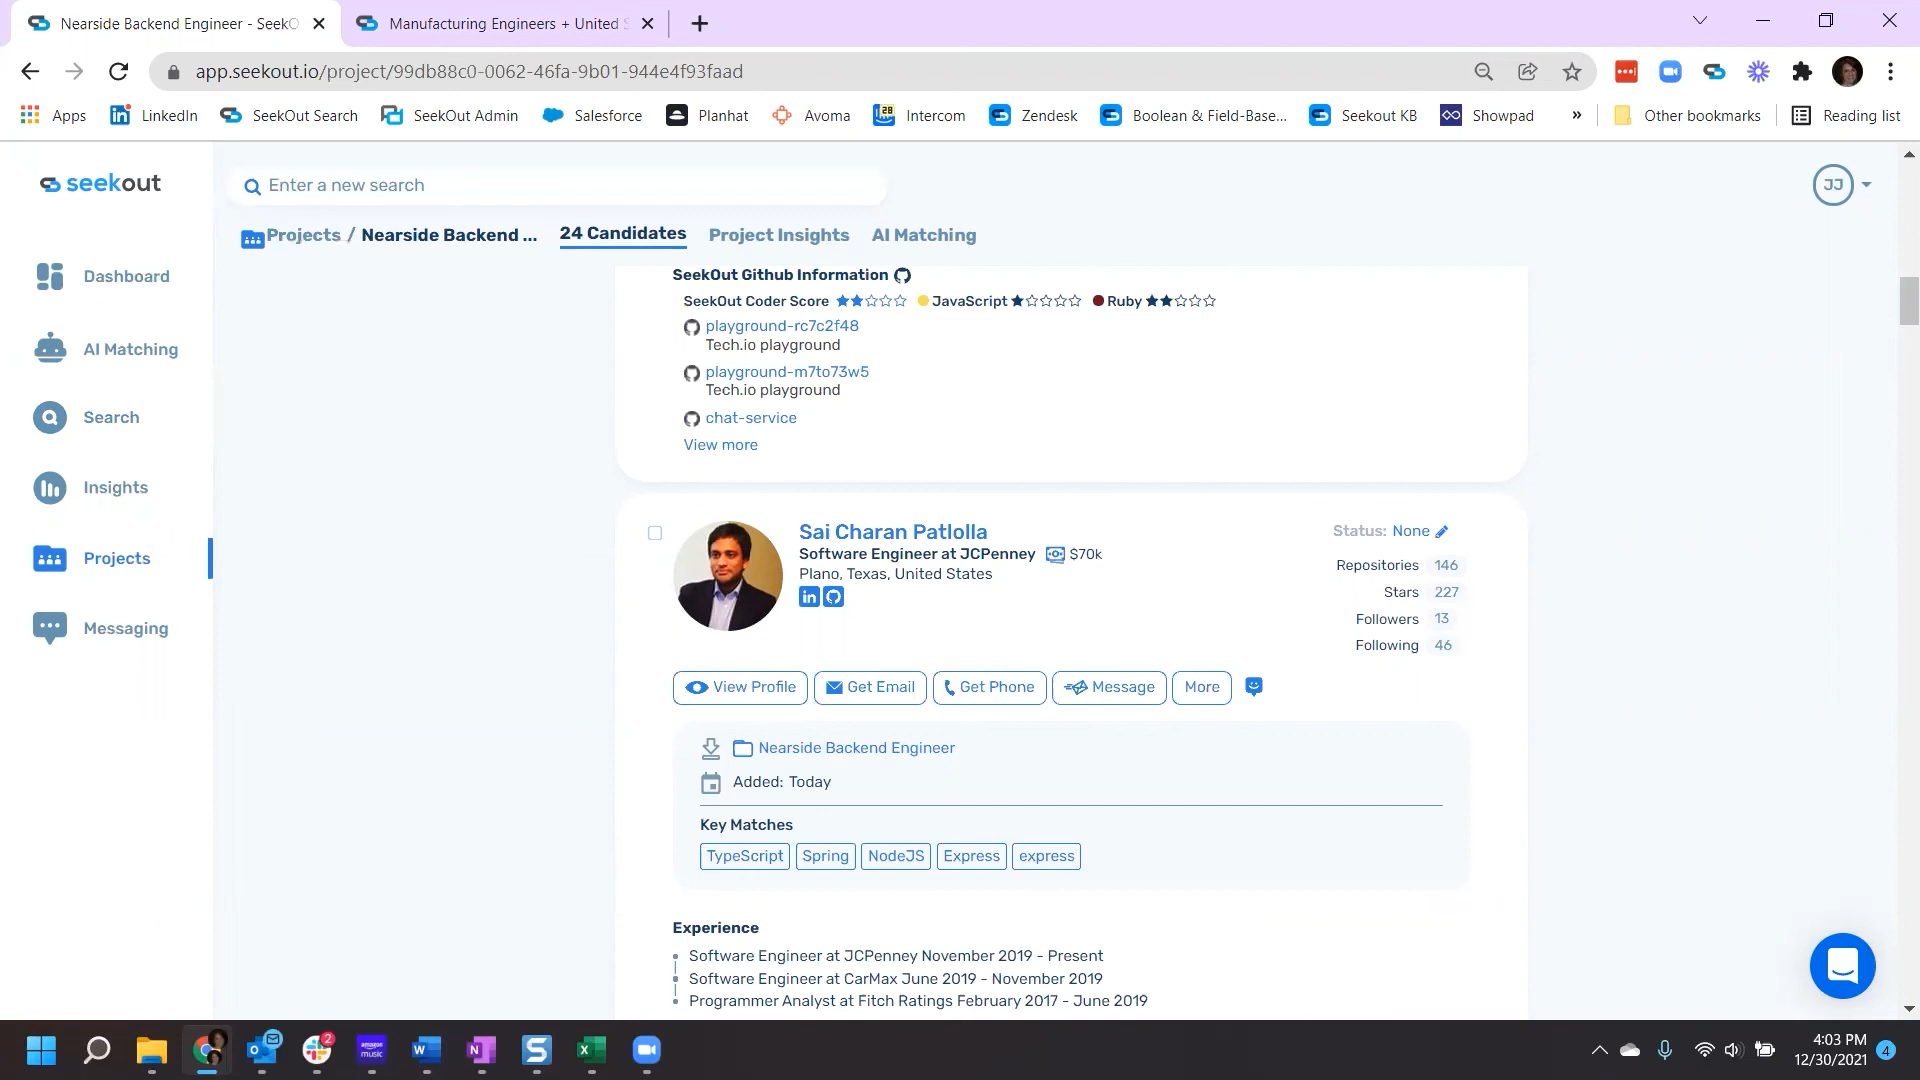 Nearside Backend Engineer - SeekO
Manufacturing Engineers + United S
app.seekout.io/project/99db88c0-0062-46fa-9b01-944e4f93faad
Apps
LinkedIn
SeekOut Search
SeekOut Admin
Salesforce
Planhat
Avoma
28
Intercom
Zendesk
Boolean & Field-Base...
Seekout KB
Showpad
»
Other bookmarks
Reading list
seekout
Enter a new search
JJ
Projects / Nearside Backend ...
24 Candidates
Project Insights
AI Matching
Dashboard
AI Matching
Search
Insights
Projects
Messaging
SeekOut Github Information
SeekOut Coder Score JavaScript Ruby
playground-rc7c2f48
Tech.io playground
playground-m7to73w5
Tech.io playground
chat-service
View more
Sai Charan Patlolla
Software Engineer at JCPenney $70k
Plano, Texas, United States
Status: None
Repositories 146
Stars 227
Followers 13
Following 46
View Profile
Get Email
Get Phone
Message
More
Nearside Backend Engineer
Added: Today
Key Matches
TypeScript Spring NodeJS Express express
Experience
Software Engineer at JCPenney November 2019 - Present
Software Engineer at CarMax June 2019 - November 2019
Programmer Analyst at Fitch Ratings February 2017 - June 2019
2
amazon
music
4:03 PM
12/30/2021
4